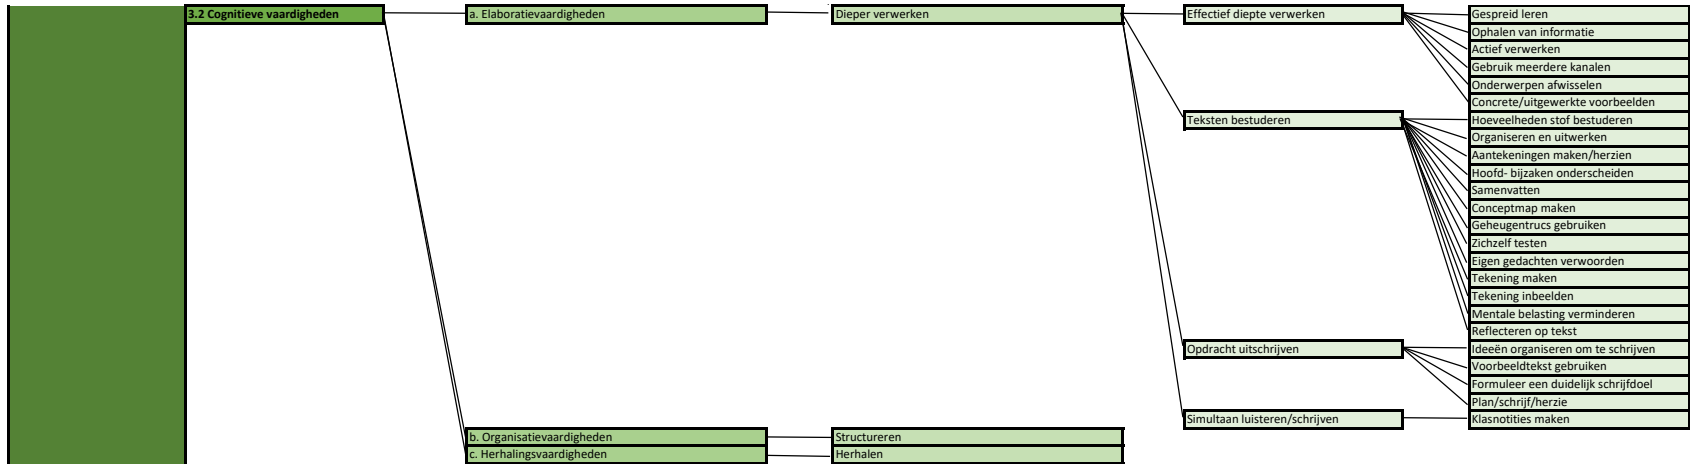 3.2 Cognitieve vaardigheden
a. Elaboratievaardigheden
Dieper verwerken
Effectief diepte verwerken
Gespreid leren
Ophalen van informatie
Actief verwerken
Gebruik meerdere kanalen
Onderwerpen afwisselen
Concrete/uitgewerkte voorbeelden
Teksten bestuderen
Hoeveelheden stof bestuderen
Organiseren en uitwerken
Aantekeningen maken/herzien
Hoofd- bijzaken onderscheiden
Samenvatten
Conceptmap maken
Geheugentrucs gebruiken
Zichzelf testen
Eigen gedachten verwoorden
Tekening maken
Tekening inbeelden
Mentale belasting verminderen
Reflecteren op tekst
Opdracht uitschrijven
Ideeën organiseren om te schrijven
Voorbeeldtekst gebruiken
Formuleer een duidelijk schrijfdoel
Plan/schrijf/herzie
Simultaan luisteren/schrijven
Klasnotities maken
b. Organisatievaardigheden
Structureren
c. Herhalingsvaardigheden
Herhalen